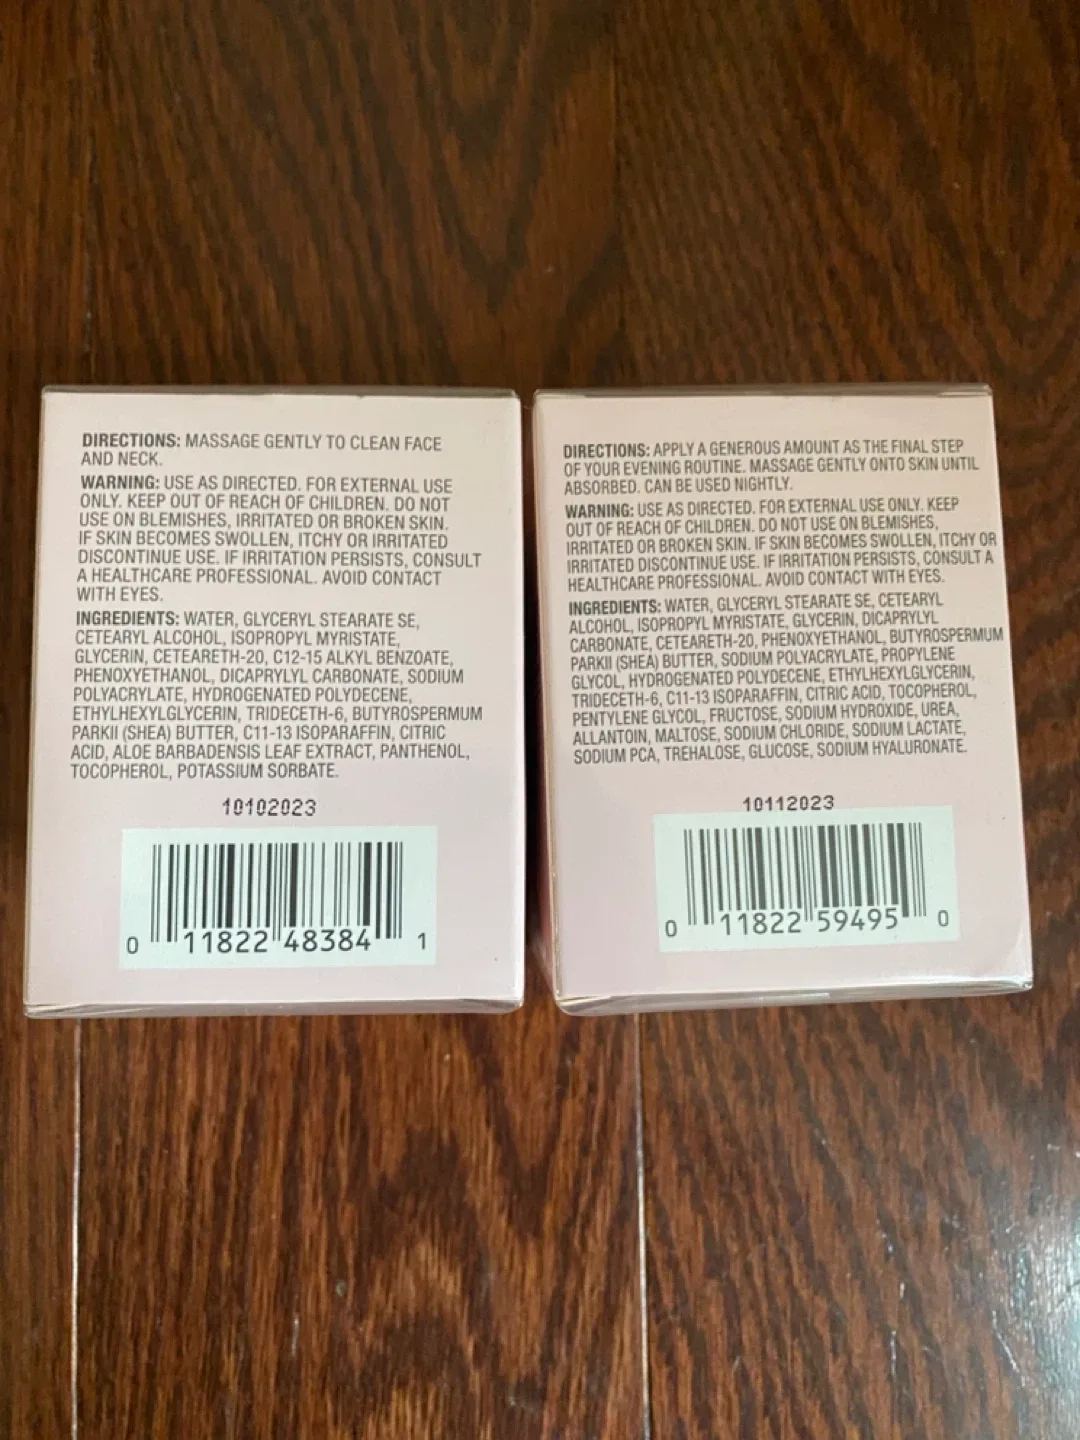 DIRECTIONS: MASSAGE GENTLY TO CLEAN FACE
AND NECK.
WARNING: USE AS DIRECTED. FOR EXTERNAL USE
ONLY. KEEP OUT OF REACH OF CHILDREN. DO NOT
USE ON BLEMISHES, IRRITATED OR BROKEN SKIN.
IF SKIN BECOMES SWOLLEN, ITCHY OR IRRITATED
DISCONTINUE USE. IF IRRITATION PERSISTS, CONSULT
A HEALTHCARE PROFESSIONAL. AVOID CONTACT
WITH EYES.
INGREDIENTS: WATER, GLYCERYL STEARATE SE,
CETEARYL ALCOHOL, ISOPROPYL MYRISTATE,
GLYCERIN, CETEARETH-20, C12-15 ALKYL BENZOATE,
PHENOXYETHANOL, DICAPRYLYL CARBONATE, SODIUM
POLYACRYLATE, HYDROGENATED POLYDECENE,
ETHYLHEXYLGLYCERIN, TRIDECETH-6, BUTYROSPERMUM
PARKII (SHEA) BUTTER, C11-13 ISOPARAFFIN, CITRIC
ACID, ALOE BARBADENSIS LEAF EXTRACT, PANTHENOL,
TOCOPHEROL, POTASSIUM SORBATE.
10102023
0 11822 48384 1
DIRECTIONS: APPLY A GENEROUS AMOUNT AS THE FINAL STEP
OF YOUR EVENING ROUTINE. MASSAGE GENTLY ONTO SKIN UNTIL
ABSORBED. CAN BE USED NIGHTLY.
WARNING: USE AS DIRECTED. FOR EXTERNAL USE ONLY. KEEP
OUT OF REACH OF CHILDREN. DO NOT USE ON BLEMISHES,
IRRITATED OR BROKEN SKIN. IF SKIN BECOMES SWOLLEN, ITCHY OR
IRRITATED DISCONTINUE USE. IF IRRITATION PERSISTS, CONSULT A
HEALTHCARE PROFESSIONAL. AVOID CONTACT WITH EYES.
INGREDIENTS: WATER, GLYCERYL STEARATE SE, CETEARYL
ALCOHOL, ISOPROPYL MYRISTATE, GLYCERIN, DICAPRYLYL
CARBONATE, CETEARETH-20, PHENOXYETHANOL, BUTYROSPERMUM
PARKII (SHEA) BUTTER, SODIUM POLYACRYLATE, PROPYLENE
GLYCOL, HYDROGENATED POLYDECENE, ETHYLHEXYLGLYCERIN,
TRIDECETH-6, C11-13 ISOPARAFFIN, CITRIC ACID, TOCOPHEROL,
PENTYLENE GLYCOL, FRUCTOSE, SODIUM HYDROXIDE, UREA,
ALLANTOIN, MALTOSE, SODIUM CHLORIDE, SODIUM LACTATE,
SODIUM PCA, TREHALOSE, GLUCOSE, SODIUM HYALURONATE.
10112023
0 11822 59495 0